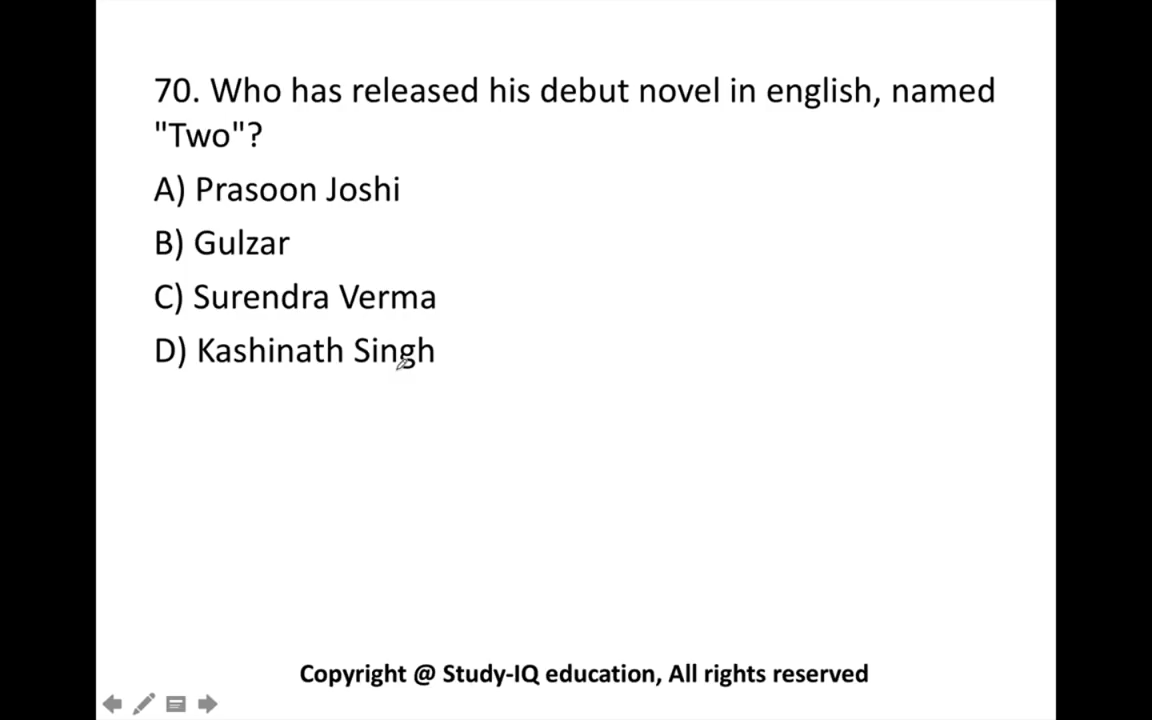 70. Who has released his debut novel in english, named
"Two"?
A) Prasoon Joshi
B) Gulzar
C) Surendra Verma
D) Kashinath Singh
Copyright @ Study-IQ education, All rights reserved